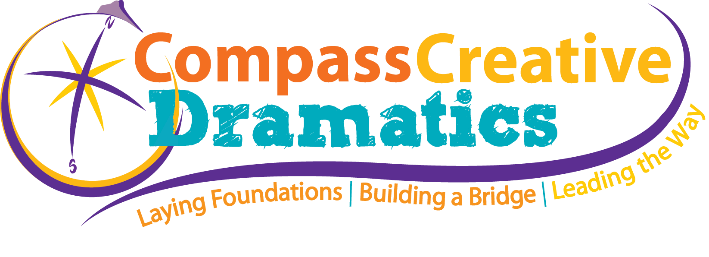 N
S
CompassCreative
Dramatics
Laying Foundations | Building a Bridge | Leading the Way